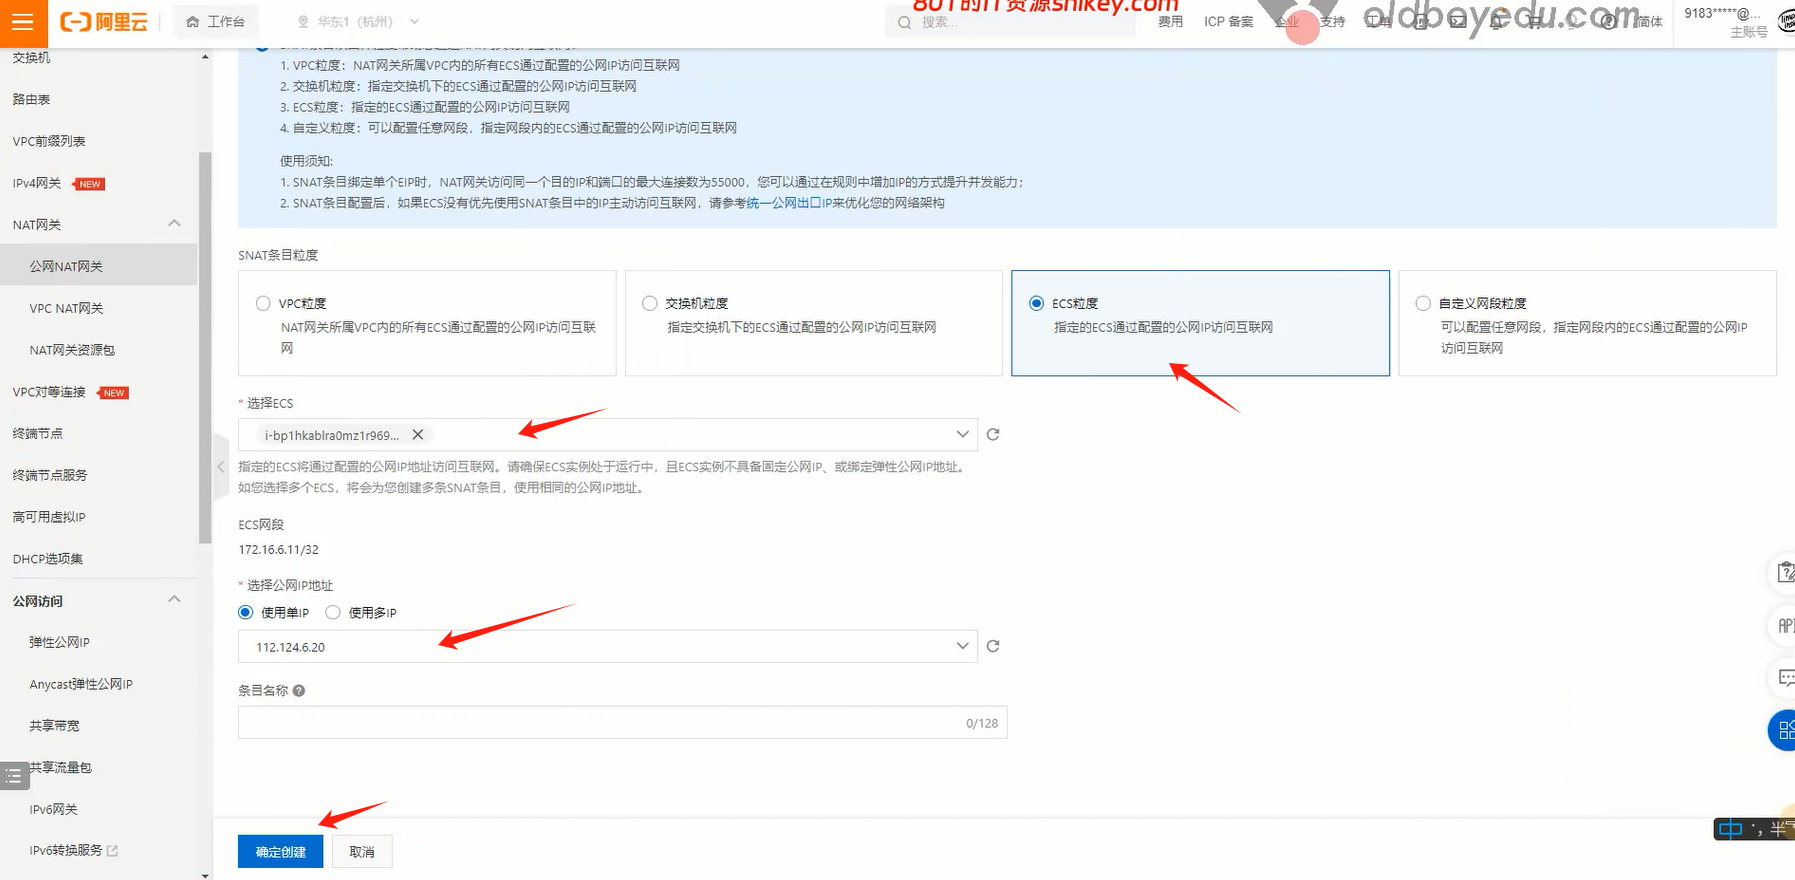 阿里云
工作台
华东1（杭州）
搜索...
801的IT资源shikey.com
费用
ICP 备案
企业
支持
工单
简体
oldboyedu.com
9183*****@...
主账号
交换机
路由表
VPC前缀列表
IPv4网关 NEW
NAT网关
公网NAT网关
VPC NAT网关
NAT网关资源包
VPC对等连接 NEW
终端节点
终端节点服务
高可用虚拟IP
DHCP选项集
公网访问
弹性公网IP
Anycast弹性公网IP
共享带宽
共享流量包
IPv6网关
IPv6转换服务
1. VPC粒度：NAT网关所属VPC内的所有ECS通过配置的公网IP访问互联网
2. 交换机粒度：指定交换机下的ECS通过配置的公网IP访问互联网
3. ECS粒度：指定的ECS通过配置的公网IP访问互联网
4. 自定义粒度：可以配置任意网段，指定网段内的ECS通过配置的公网IP访问互联网
使用须知:
1. SNAT条目绑定单个EIP时，NAT网关访问同一个目的IP和端口的最大连接数为55000，您可以通过在规则中增加IP的方式提升并发能力；
2. SNAT条目配置后，如果ECS没有优先使用SNAT条目中的IP主动访问互联网，请参考统一公网出口IP来优化您的网络架构
SNAT条目粒度
VPC粒度
NAT网关所属VPC内的所有ECS通过配置的公网IP访问互联
网
交换机粒度
指定交换机下的ECS通过配置的公网IP访问互联网
ECS粒度
指定的ECS通过配置的公网IP访问互联网
自定义网段粒度
可以配置任意网段，指定网段内的ECS通过配置的公网IP
访问互联网
* 选择ECS
i-bp1hkablra0mz1r969...
指定的ECS将通过配置的公网IP地址访问互联网。请确保ECS实例处于运行中，且ECS实例不具备固定公网IP、或绑定弹性公网IP地址。
如您选择多个ECS，将会为您创建多条SNAT条目，使用相同的公网IP地址。
ECS网段
172.16.6.11/32
* 选择公网IP地址
使用单IP 使用多IP
112.124.6.20
条目名称
0/128
确定创建
取消
API
中 ，半